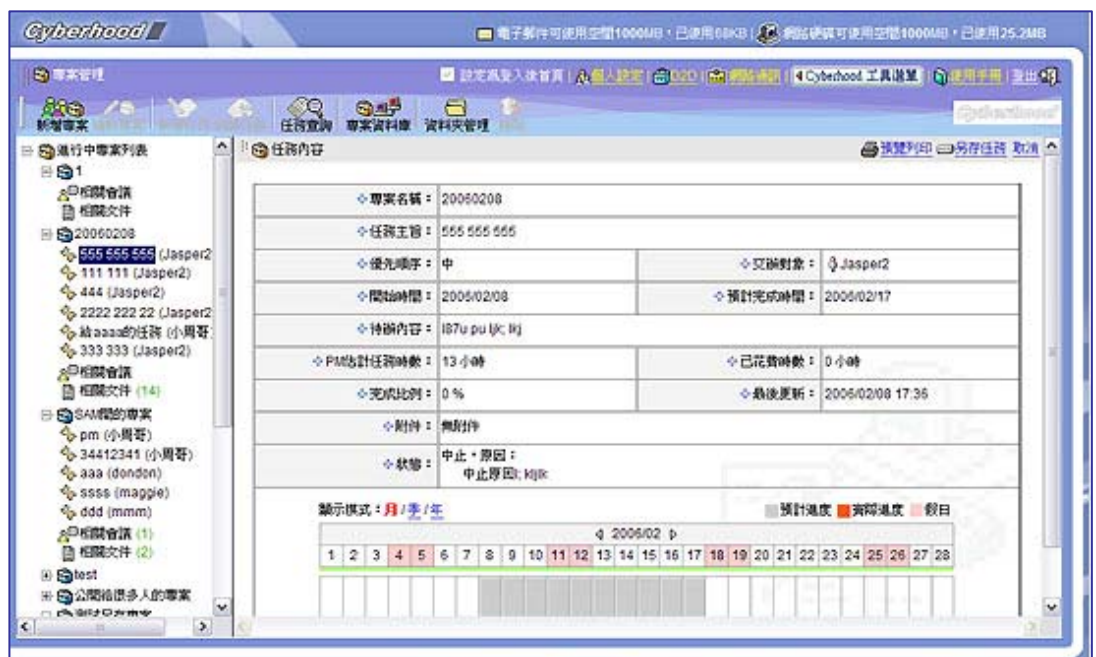 Cyberhood
電子郵件可使用空間1000MB，已使用68KB | 網路硬碟可使用空間1000MB，已使用25.2MB
專案管理
設定為登入後首頁 | 個人設定 | D2D | 網路通訊 | Cyberhood 工具選單 | 使用手冊 登出
新增專案 任務查詢 專案資料庫 資料夾管理
Cyberhood
進行中專案列表
1
相關會議
相關文件
20060208
555 555 555 (Jasper2
111 111 (Jasper2)
444 (Jasper2)
2222 222 22 (Jasper2
給aaaa的任務 (小周哥
333 333 (Jasper2)
相關會議
相關文件 (14)
SAM開的專案
pm (小周哥)
34412341 (小周哥)
aaa (dondon)
ssss (maggie)
ddd (mmm)
相關會議 (1)
相關文件 (2)
test
公開給很多人的專案
任務內容
預覽列印 另存任務 取消
專案名稱： 20060208
任務主旨： 555 555 555
優先順序： 中 交辦對象： Jasper2
開始時間： 2006/02/08 預計完成時間： 2006/02/17
待辦內容： l87u pu ljk; lkj
PM估計任務時數： 13 小時 已花費時數： 0 小時
完成比例： 0 % 最後更新： 2006/02/08 17:36
附件： 無附件
狀態： 中止，原因：
中止原因l; kljlk
顯示模式：月 / 季 / 年 預計進度 實際進度 假日
2006/02
1 2 3 4 5 6 7 8 9 10 11 12 13 14 15 16 17 18 19 20 21 22 23 24 25 26 27 28